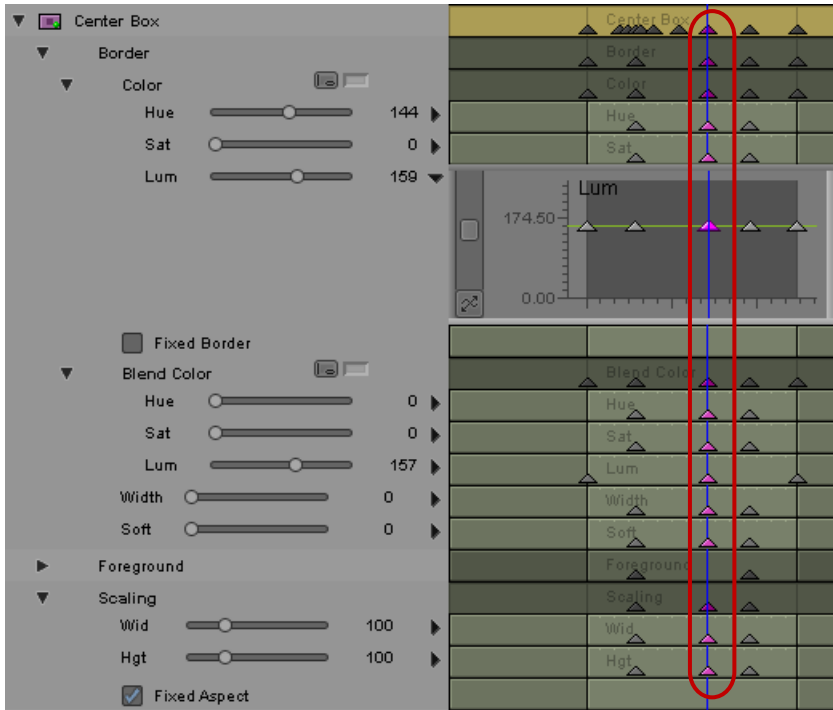 Center Box Center Box
Border Border
Color Color
Hue 144 Hue
Sat 0 Sat
Lum 159 Lum
174.50
0.00
Fixed Border
Blend Color Blend Color
Hue 0 Hue
Sat 0 Sat
Lum 157 Lum
Width 0 Width
Soft 0 Soft
Foreground Foreground
Scaling Scaling
Wid 100 Wid
Hgt 100 Hgt
Fixed Aspect